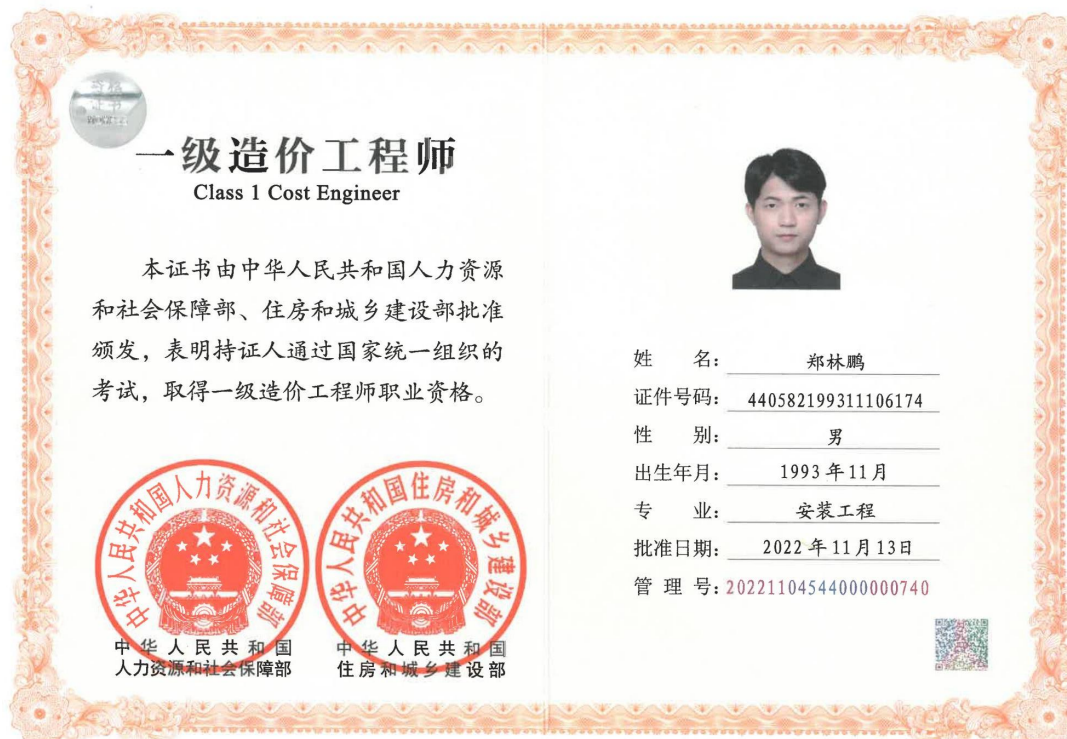 资格
证书
一级造价工程师
Class 1 Cost Engineer
本证书由中华人民共和国人力资源
和社会保障部、住房和城乡建设部批准
颁发，表明持证人通过国家统一组织的
考试，取得一级造价工程师职业资格。
中华人民共和国人力资源和社会保障部
中华人民共和国住房和城乡建设部
中华人民共和国
人力资源和社会保障部
中华人民共和国
住房和城乡建设部
姓 名： 郑林鹏
证件号码： 440582199311106174
性 别： 男
出生年月： 1993年11月
专 业： 安装工程
批准日期： 2022年11月13日
管 理 号：20221104544000000740